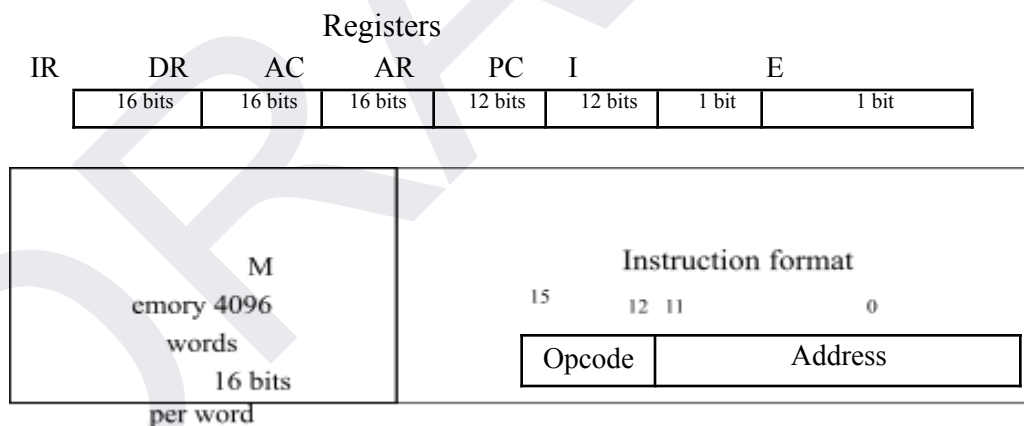 Registers
IR DR AC AR PC I E
16 bits 16 bits 16 bits 12 bits 12 bits 1 bit 1 bit
M
emory 4096
words
16 bits
per word
Instruction format
15 12 11 0
Opcode Address